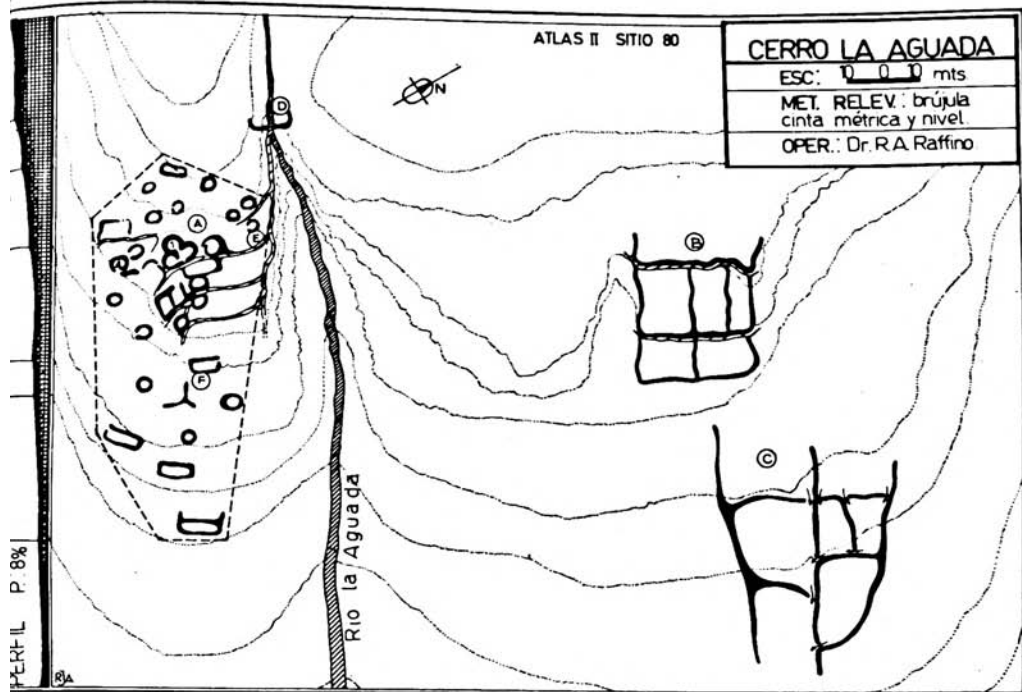 ATLAS II SITIO 80
CERRO LA AGUADA
ESC: 10 0 10 mts.
MET. RELEV.: brújula
cinta métrica y nivel.
OPER.: Dr. R.A. Raffino
N
D
A
E
B
F
C
Rio la Aguada
PERFIL P. 8%